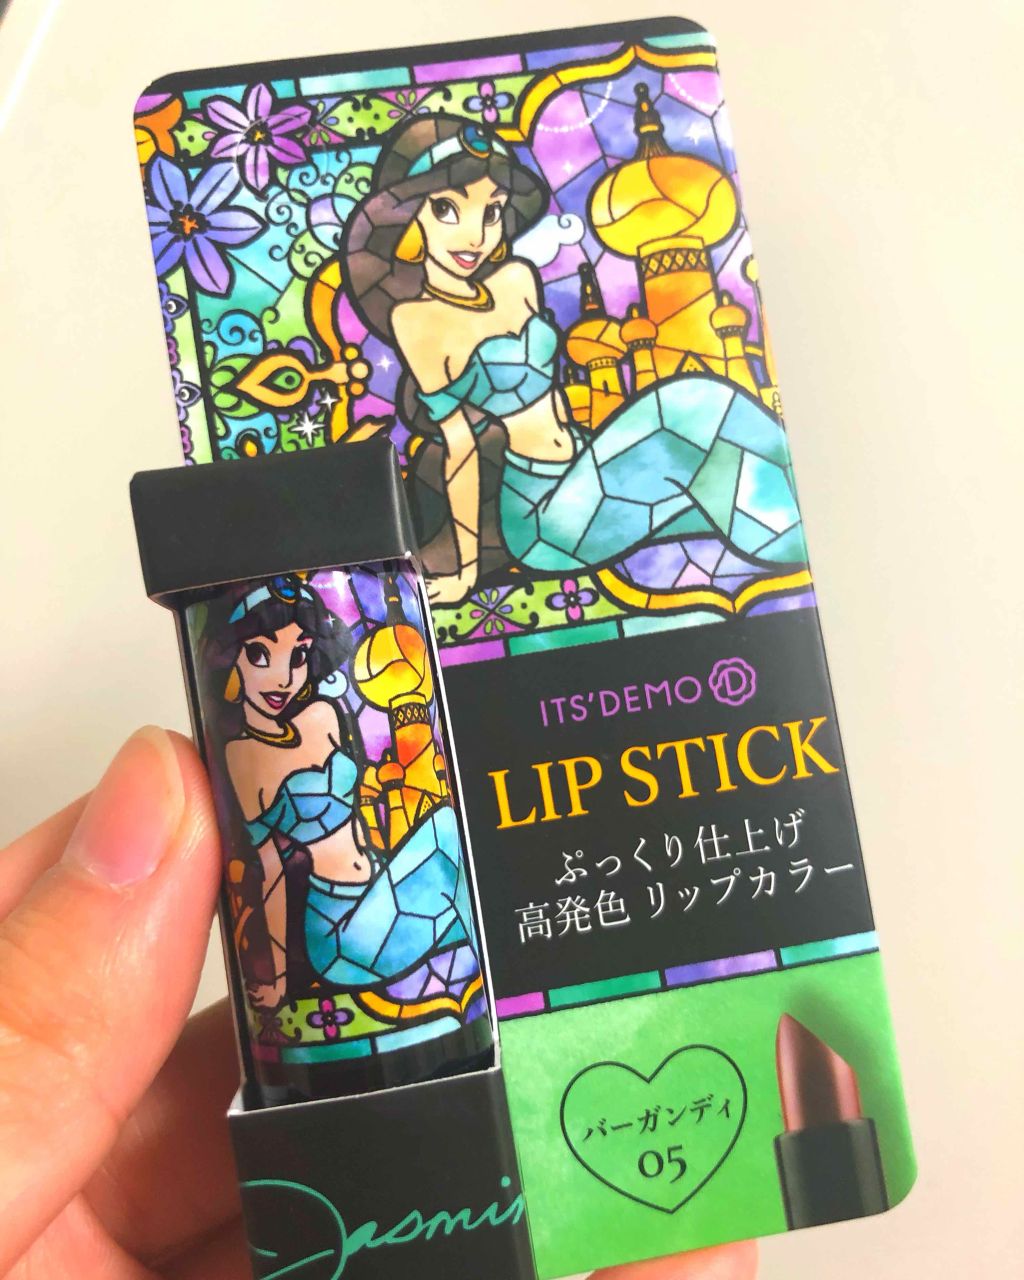 ITS'DEMO
LIP STICK
ぷっくり仕上げ
高発色 リップカラー
バーガンディ
05
Jasmin